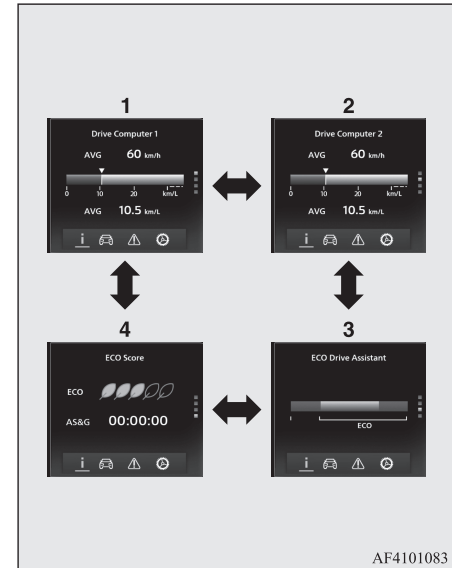 1
Drive Computer 1
AVG 60 km/h
0 10 20 km/L
AVG 10.5 km/L
2
Drive Computer 2
AVG 60 km/h
0 10 20 km/L
AVG 10.5 km/L
4
ECO Score
ECO
AS&G 00:00:00
3
ECO Drive Assistant
ECO
AF4101083